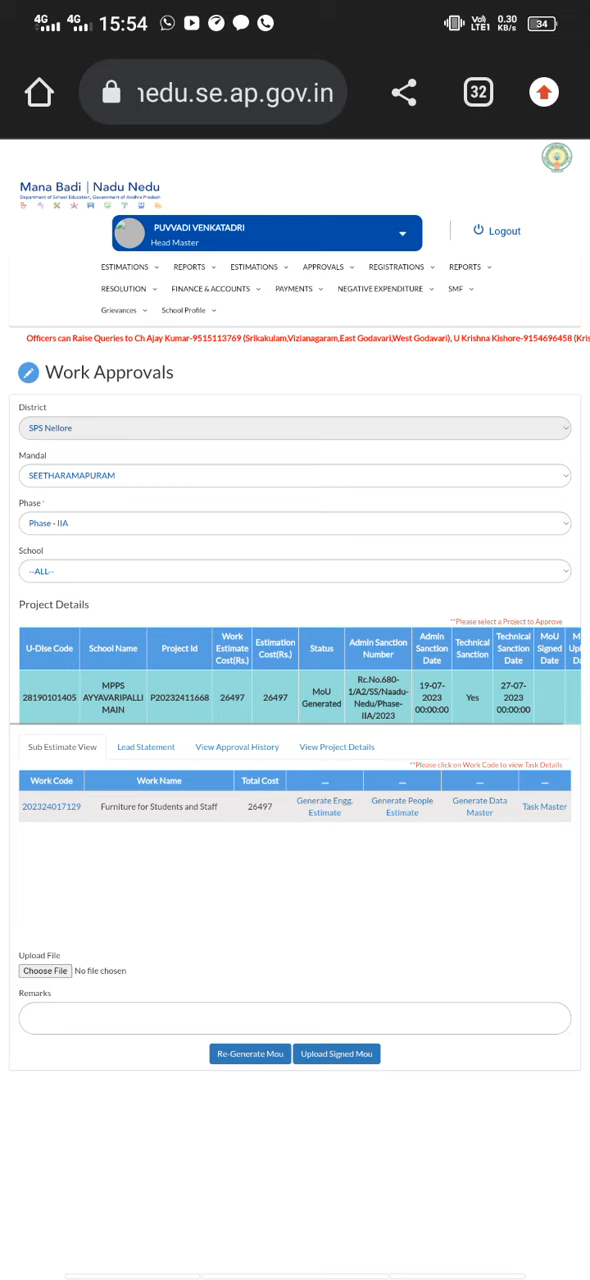 4G 4G 15:54 Vo) LTE1 0.30 KB/s 34
nedu.se.ap.gov.in 32
Mana Badi | Nadu Nedu
Department of School Education, Government of Andhra Pradesh
PUVVADI VENKATADRI
Head Master
Logout
ESTIMATIONS REPORTS ESTIMATIONS APPROVALS REGISTRATIONS REPORTS
RESOLUTION FINANCE & ACCOUNTS PAYMENTS NEGATIVE EXPENDITURE SMF
Grievances School Profile
Officers can Raise Queries to Ch Ajay Kumar-9515113769 (Srikakulam,Vizianagaram,East Godavari,West Godavari), U Krishna Kishore-9154696458 (Kris
Work Approvals
District
SPS Nellore
Mandal
SEETHARAMAPURAM
Phase*
Phase - IIA
School
--ALL--
Project Details
**Please select a Project to Approve
U-Dise Code School Name Project Id Work Estimate Cost(Rs.) Estimation Cost(Rs.) Status Admin Sanction Number Admin Sanction Date Technical Sanction Technical Sanction Date MoU Signed Date M Upl Da
28190101405 MPPS AYYAVARIPALLI MAIN P20232411668 26497 26497 MoU Generated Rc.No.680-1/A2/SS/Naadu-Nedu/Phase-IIA/2023 19-07-2023 00:00:00 Yes 27-07-2023 00:00:00
Sub Estimate View Lead Statement View Approval History View Project Details
**Please click on Work Code to view Task Details
Work Code Work Name Total Cost ... ... ... ...
202324017129 Furniture for Students and Staff 26497 Generate Engg. Estimate Generate People Estimate Generate Data Master Task Master
Upload File
Choose File No file chosen
Remarks
Re-Generate Mou Upload Signed Mou